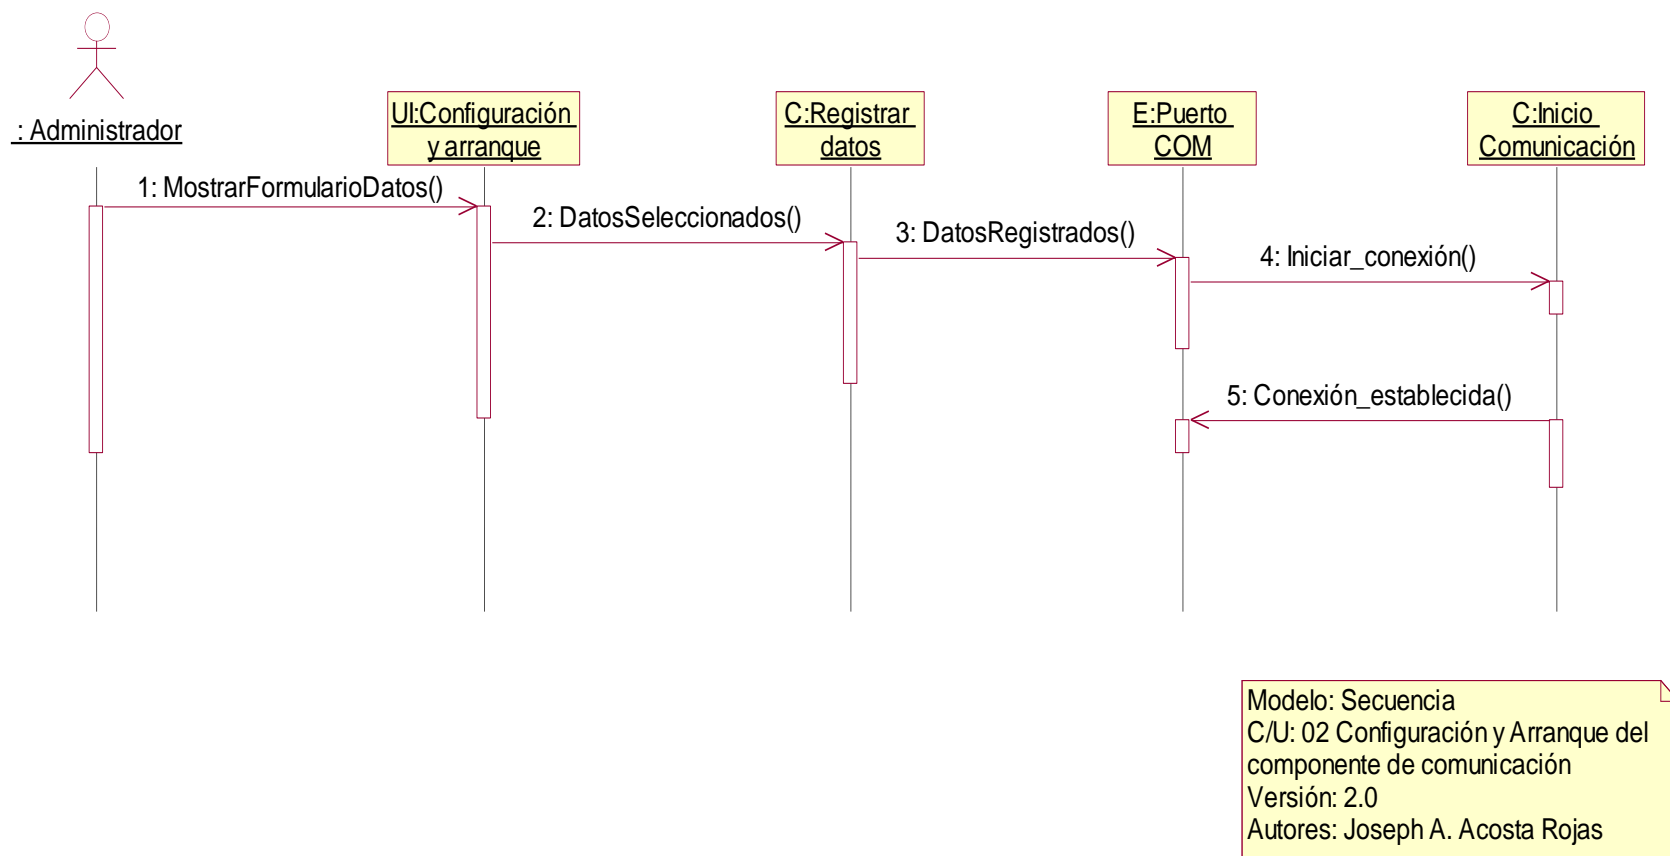 : Administrador
UI:Configuración
y arranque
C:Registrar
datos
E:Puerto
COM
C:Inicio
Comunicación
1: MostrarFormularioDatos()
2: DatosSeleccionados()
3: DatosRegistrados()
4: Iniciar_conexión()
5: Conexión_establecida()
Modelo: Secuencia
C/U: 02 Configuración y Arranque del
componente de comunicación
Versión: 2.0
Autores: Joseph A. Acosta Rojas